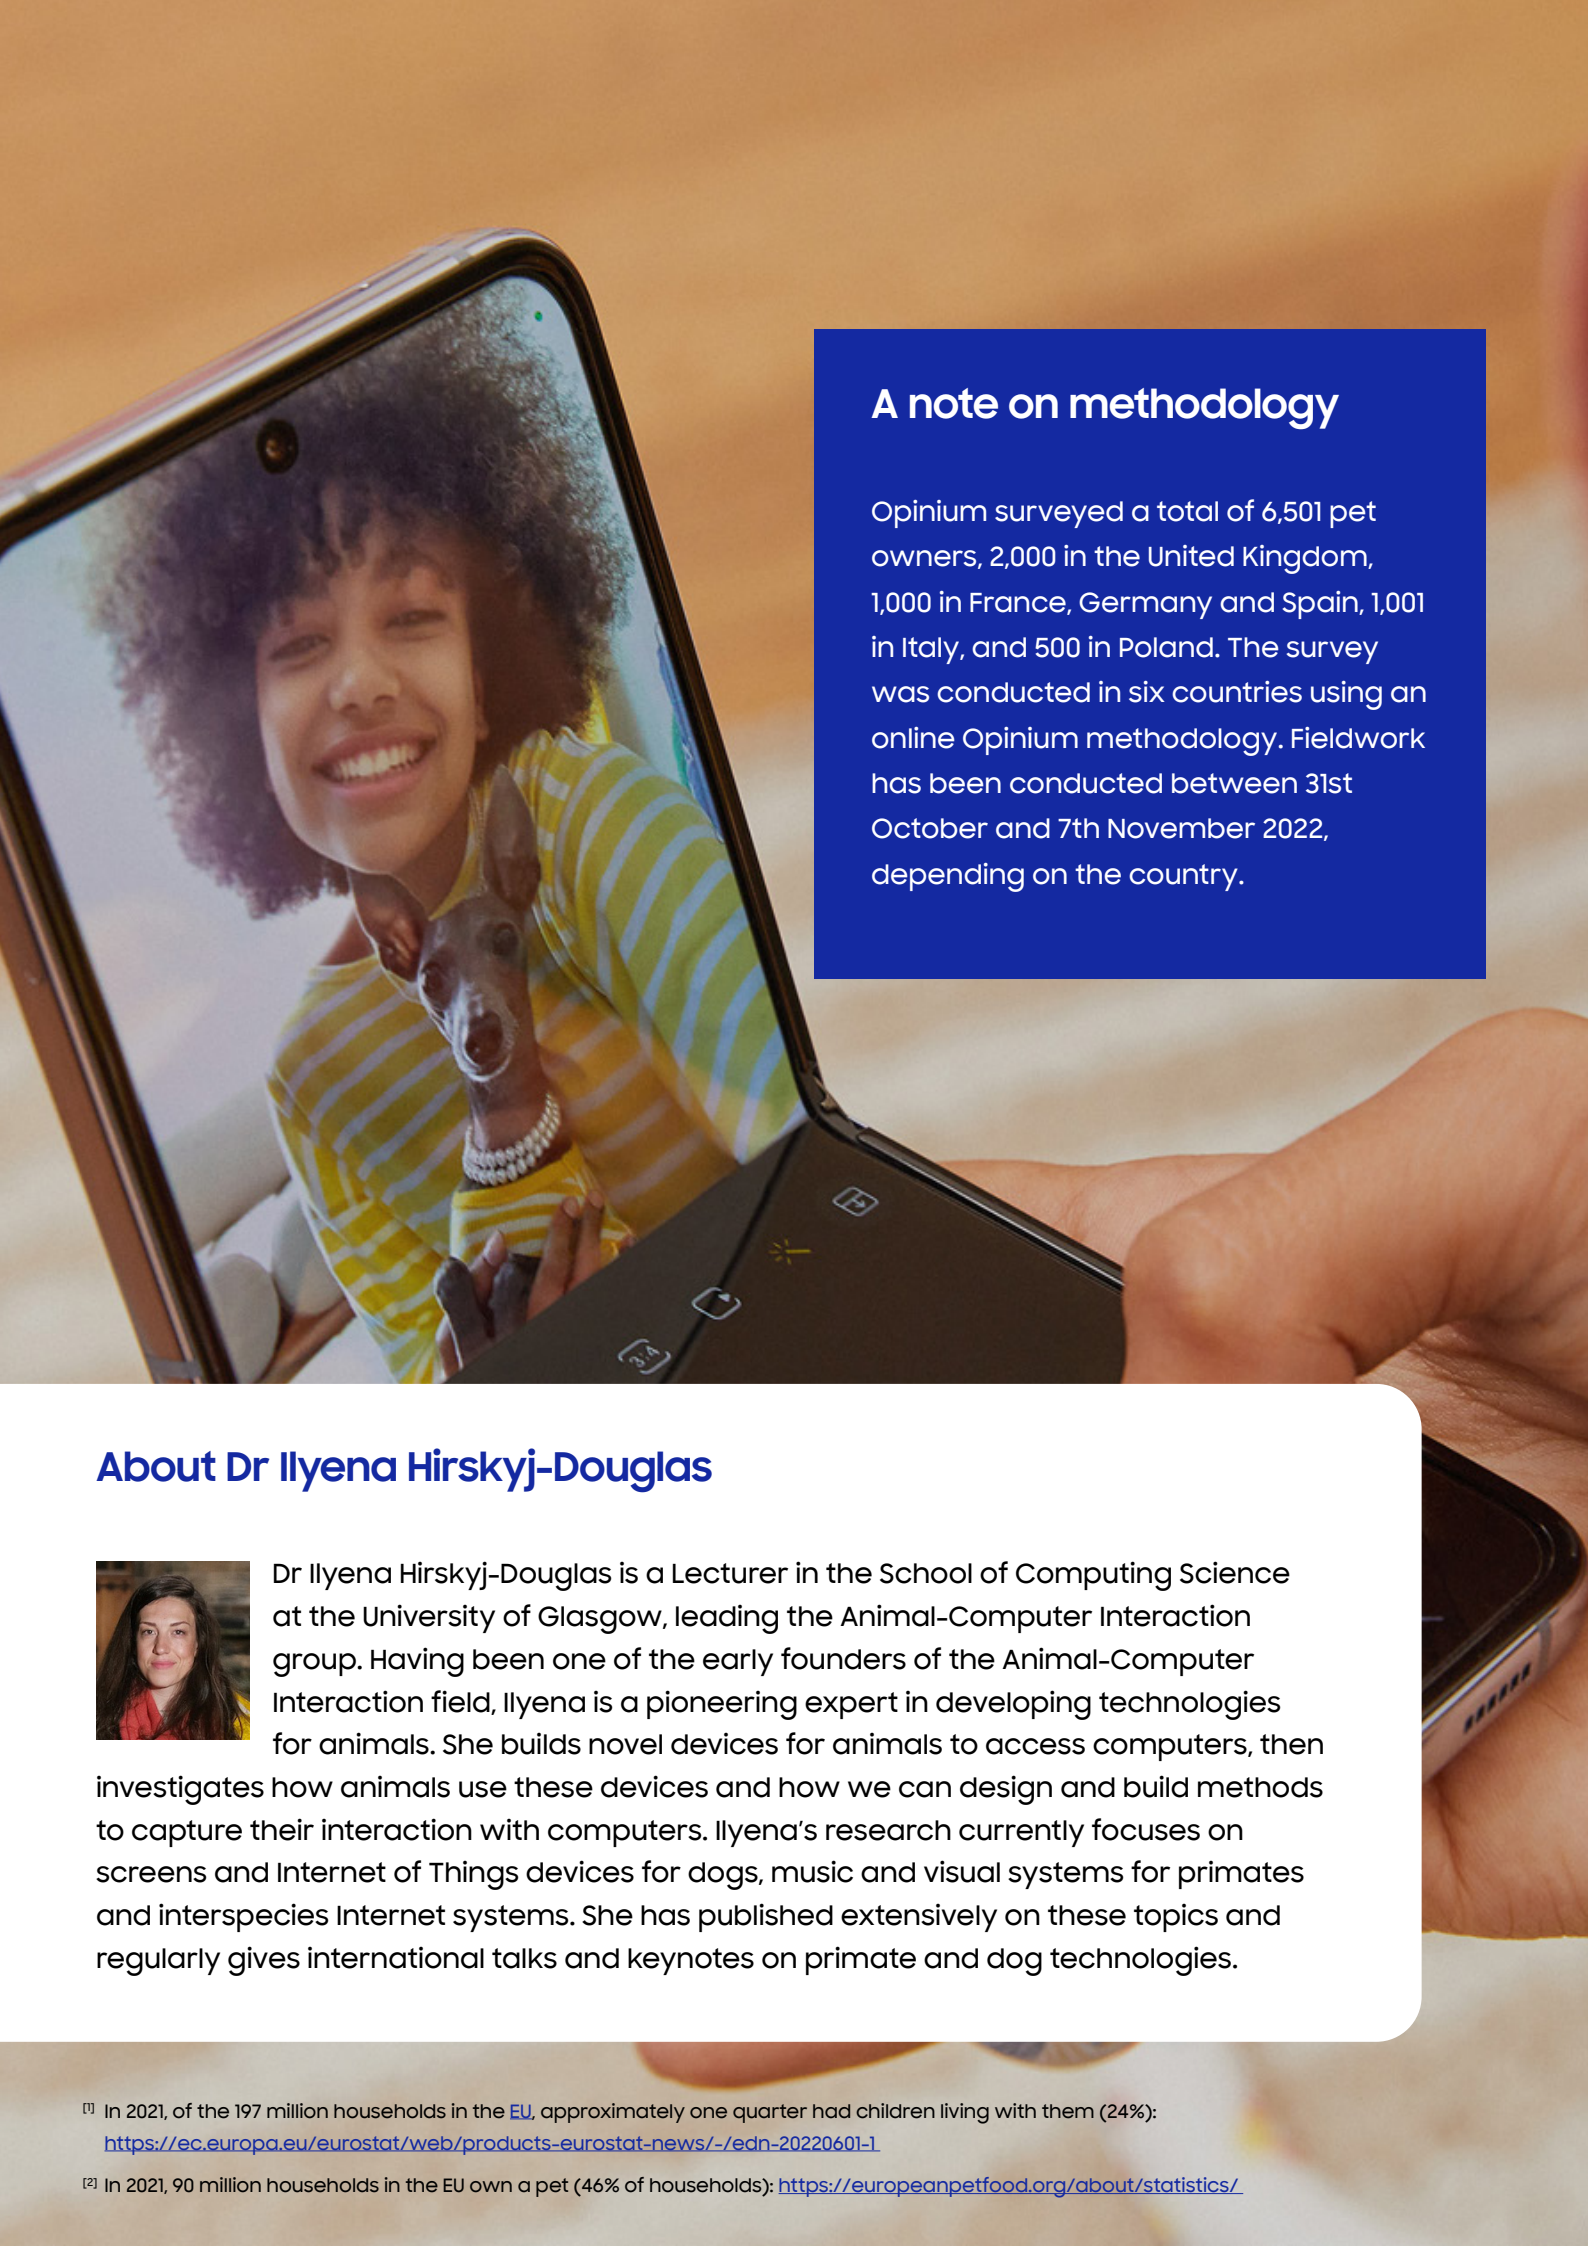 A note on methodology
Opinium surveyed a total of 6,501 pet
owners, 2,000 in the United Kingdom,
1,000 in France, Germany and Spain, 1,001
in Italy, and 500 in Poland. The survey
was conducted in six countries using an
online Opinium methodology. Fieldwork
has been conducted between 31st
October and 7th November 2022,
depending on the country.
3:4
About Dr Ilyena Hirskyj-Douglas
Dr Ilyena Hirskyj-Douglas is a Lecturer in the School of Computing Science
at the University of Glasgow, leading the Animal-Computer Interaction
group. Having been one of the early founders of the Animal-Computer
Interaction field, Ilyena is a pioneering expert in developing technologies
for animals. She builds novel devices for animals to access computers, then
investigates how animals use these devices and how we can design and build methods
to capture their interaction with computers. Ilyena’s research currently focuses on
screens and Internet of Things devices for dogs, music and visual systems for primates
and interspecies Internet systems. She has published extensively on these topics and
regularly gives international talks and keynotes on primate and dog technologies.
[1] In 2021, of the 197 million households in the EU, approximately one quarter had children living with them (24%):
https://ec.europa.eu/eurostat/web/products-eurostat-news/-/edn-20220601-1
[2] In 2021, 90 million households in the EU own a pet (46% of households): https://europeanpetfood.org/about/statistics/